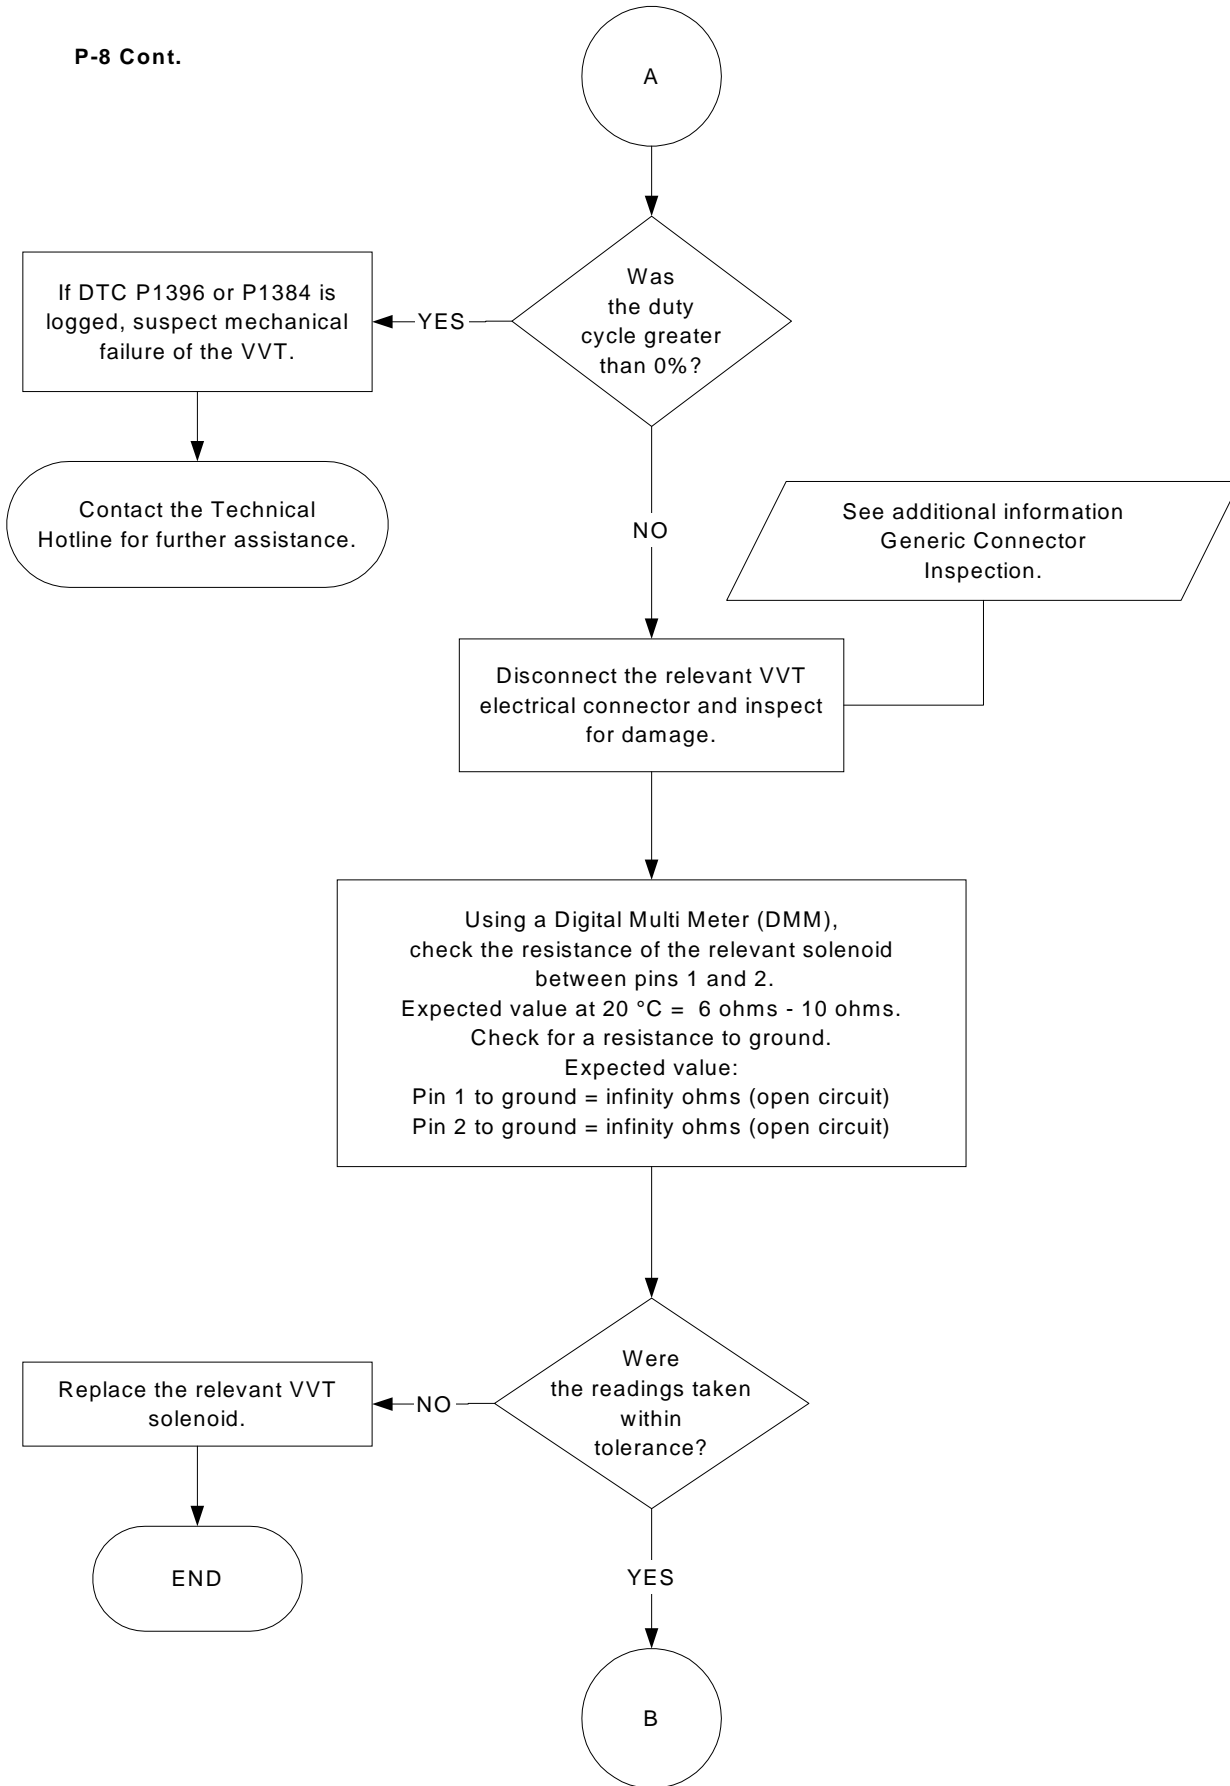 P-8 Cont.
A
Was
the duty
cycle greater
than 0%?
YES
If DTC P1396 or P1384 is
logged, suspect mechanical
failure of the VVT.
Contact the Technical
Hotline for further assistance.
NO
See additional information
Generic Connector
Inspection.
Disconnect the relevant VVT
electrical connector and inspect
for damage.
Using a Digital Multi Meter (DMM),
check the resistance of the relevant solenoid
between pins 1 and 2.
Expected value at 20 °C = 6 ohms - 10 ohms.
Check for a resistance to ground.
Expected value:
Pin 1 to ground = infinity ohms (open circuit)
Pin 2 to ground = infinity ohms (open circuit)
Were
the readings taken
within
tolerance?
NO
Replace the relevant VVT
solenoid.
END
YES
B